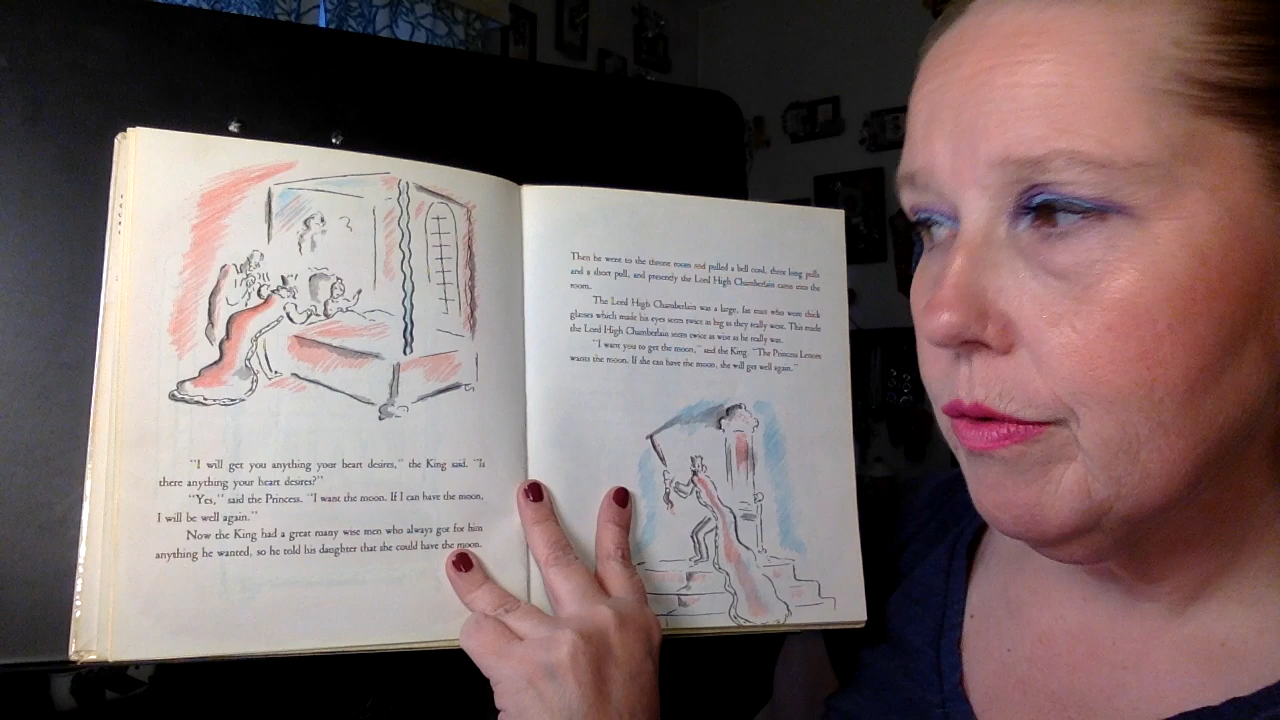 "I will get you anything your heart desires," the King said. "Is
there anything your heart desires?"
"Yes," said the Princess. "I want the moon. If I can have the moon,
I will be well again."
Now the King had a great many wise men who always got for him
anything he wanted, so he told his daughter that she could have the moon.
Then he went to the throne room and pulled a bell cord, three long pulls
and a short pull, and presently the Lord High Chamberlain came into the
room.
The Lord High Chamberlain was a large, fat man who wore thick
glasses which made his eyes seem twice as big as they really were. This made
the Lord High Chamberlain seem twice as wise as he really was.
"I want you to get the moon," said the King. "The Princess Lenore
wants the moon. If she can have the moon, she will get well again."